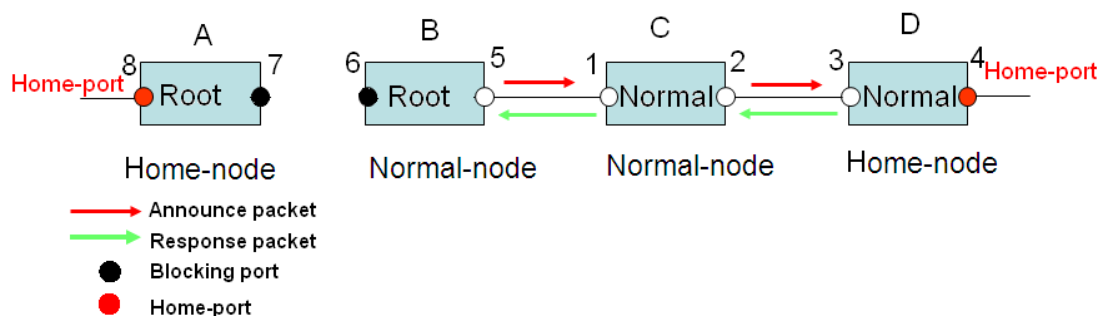 A B C D
8 7 6 5 1 2 3 4
Home-port Root Root Normal Normal Home-port
Home-node Normal-node Normal-node Home-node
Announce packet
Response packet
Blocking port
Home-port